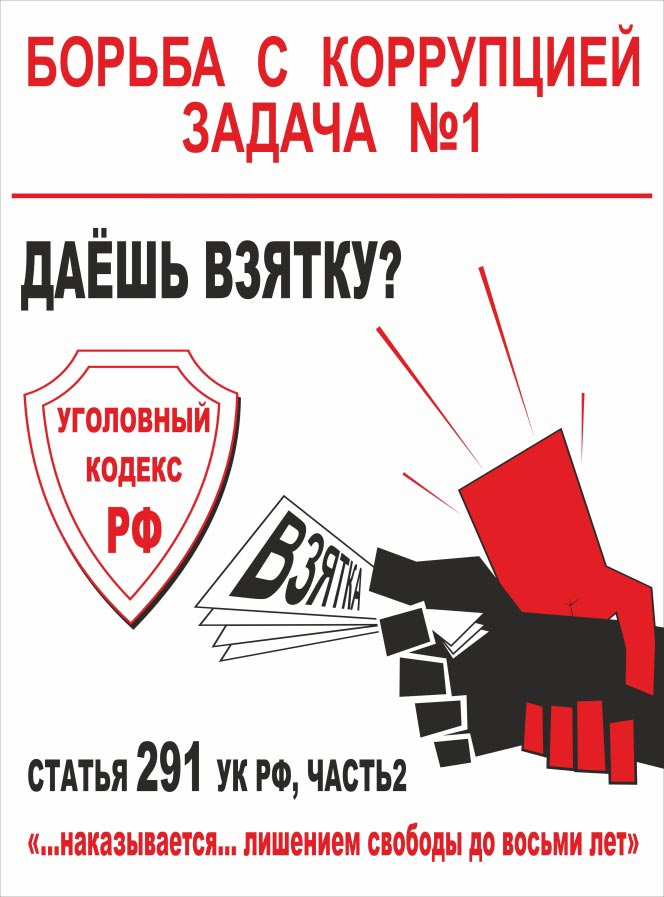 БОРЬБА С КОРРУПЦИЕЙ
ЗАДАЧА №1
ДАЁШЬ ВЗЯТКУ?
УГОЛОВНЫЙ
КОДЕКС
РФ
ВЗЯТКА
СТАТЬЯ 291 УК РФ, ЧАСТЬ2
«...наказывается... лишением свободы до восьми лет»